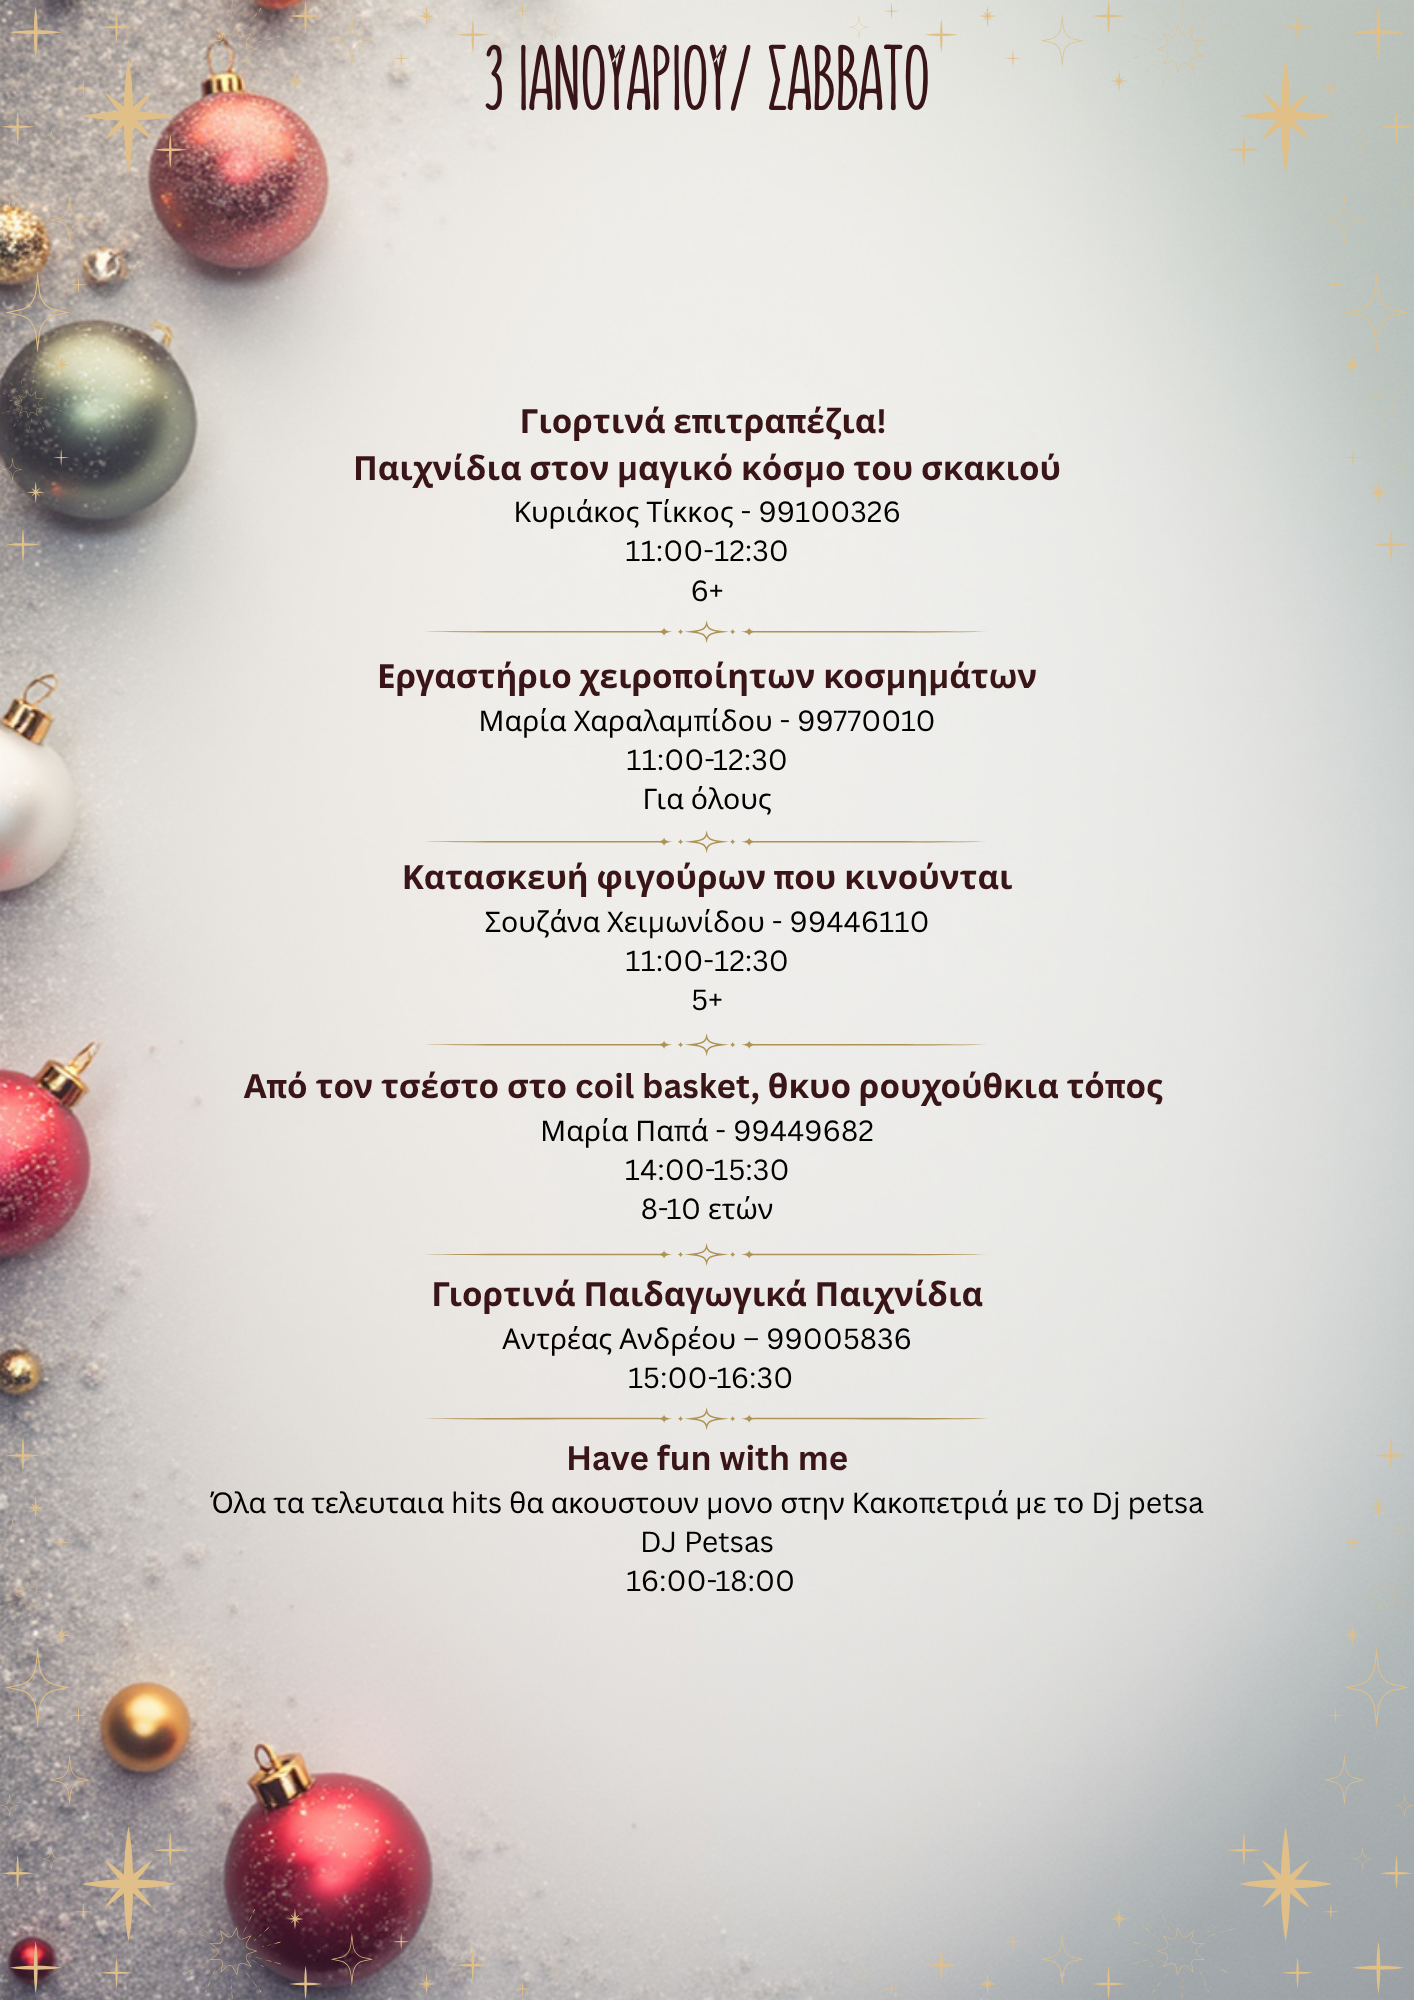 3 ΙΑΝΟΥΑΡΙΟΥ/ ΣΑΒΒΑΤΟ
Γιορτινά επιτραπέζια!
Παιχνίδια στον μαγικό κόσμο του σκακιού
Κυριάκος Τίκκος - 99100326
11:00-12:30
6+
Εργαστήριο χειροποίητων κοσμημάτων
Μαρία Χαραλαμπίδου - 99770010
11:00-12:30
Για όλους
Κατασκευή φιγούρων που κινούνται
Σουζάνα Χειμωνίδου - 99446110
11:00-12:30
5+
Από τον τσέστο στο coil basket, θκυο ρουχούθκια τόπος
Μαρία Παπά - 99449682
14:00-15:30
8-10 ετών
Γιορτινά Παιδαγωγικά Παιχνίδια
Αντρέας Ανδρέου – 99005836
15:00-16:30
Have fun with me
Όλα τα τελευταια hits θα ακουστουν μονο στην Κακοπετριά με το Dj petsa
DJ Petsas
16:00-18:00